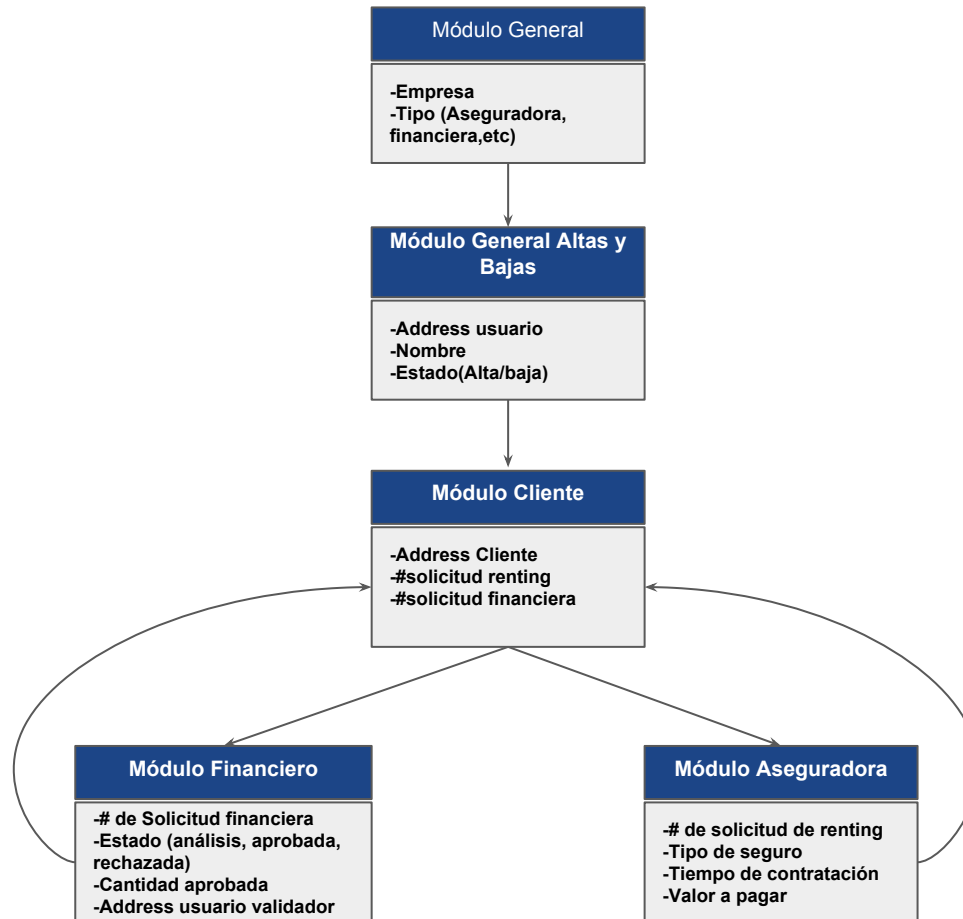 Módulo General
-Empresa
-Tipo (Aseguradora,
financiera,etc)
Módulo General Altas y
Bajas
-Address usuario
-Nombre
-Estado(Alta/baja)
Módulo Cliente
-Address Cliente
-#solicitud renting
-#solicitud financiera
Módulo Financiero
-# de Solicitud financiera
-Estado (análisis, aprobada,
rechazada)
-Cantidad aprobada
-Address usuario validador
Módulo Aseguradora
-# de solicitud de renting
-Tipo de seguro
-Tiempo de contratación
-Valor a pagar